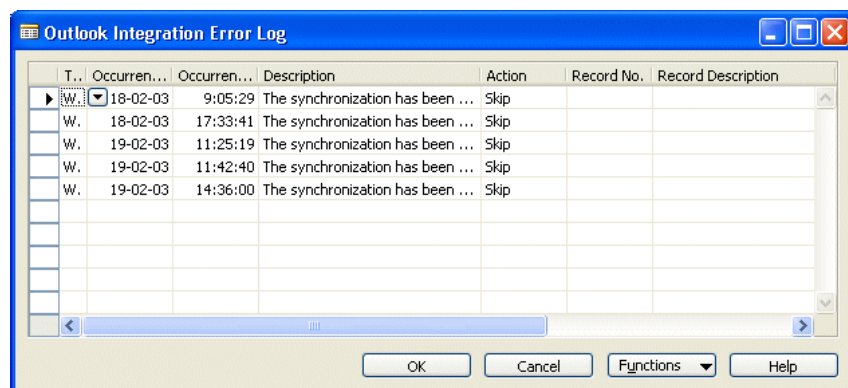 Outlook Integration Error Log
T.. Occurren... Occurren... Description Action Record No. Record Description
W. 18-02-03 9:05:29 The synchronization has been ... Skip
W. 18-02-03 17:33:41 The synchronization has been ... Skip
W. 19-02-03 11:25:19 The synchronization has been ... Skip
W. 19-02-03 11:42:40 The synchronization has been ... Skip
W. 19-02-03 14:36:00 The synchronization has been ... Skip
OK Cancel Functions Help